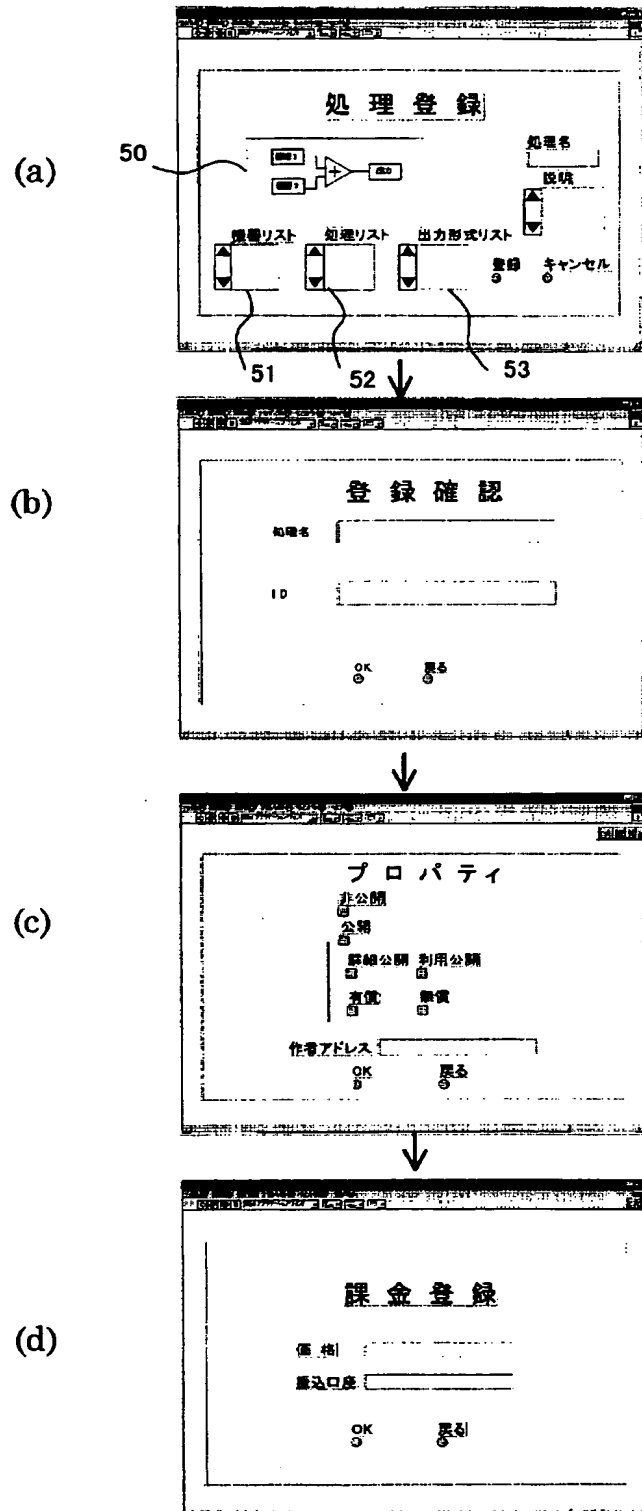 (a)
処理登録
50
処理名
説明
機器リスト 処理リスト 出力形式リスト
登録 キャンセル
51 52 53
(b)
登録確認
処理名
ID
OK 戻る
(c)
プロパティ
非公開
公開
詳細公開 利用公開
有償 無償
作者アドレス
OK 戻る
(d)
課金登録
価格
振込口座
OK 戻る